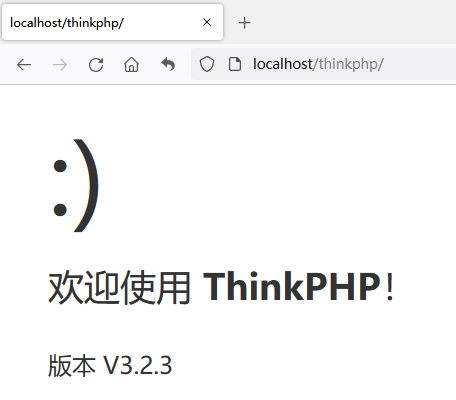 localhost/thinkphp/
localhost/thinkphp/
:)
欢迎使用 ThinkPHP！
版本 V3.2.3